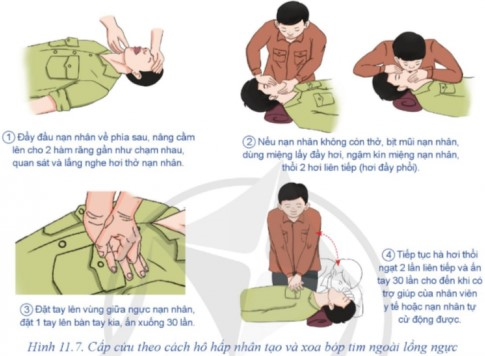 ① Đẩy đầu nạn nhân về phía sau, nâng cằm
lên cho 2 hàm răng gần như chạm nhau,
quan sát và lắng nghe hơi thở nạn nhân.
② Nếu nạn nhân không còn thở, bịt mũi nạn nhân,
dùng miệng lấy đầy hơi, ngậm kín miệng nạn nhân,
thổi 2 hơi liên tiếp (hơi đầy phổi).
③ Đặt tay lên vùng giữa ngực nạn nhân,
đặt 1 tay lên bàn tay kia, ấn xuống 30 lần.
④ Tiếp tục hà hơi thổi
ngạt 2 lần liên tiếp và ấn
tay 30 lần cho đến khi có
trợ giúp của nhân viên
y tế hoặc nạn nhân tự
cử động được.
Hình 11.7. Cấp cứu theo cách hô hấp nhân tạo và xoa bóp tim ngoài lồng ngực